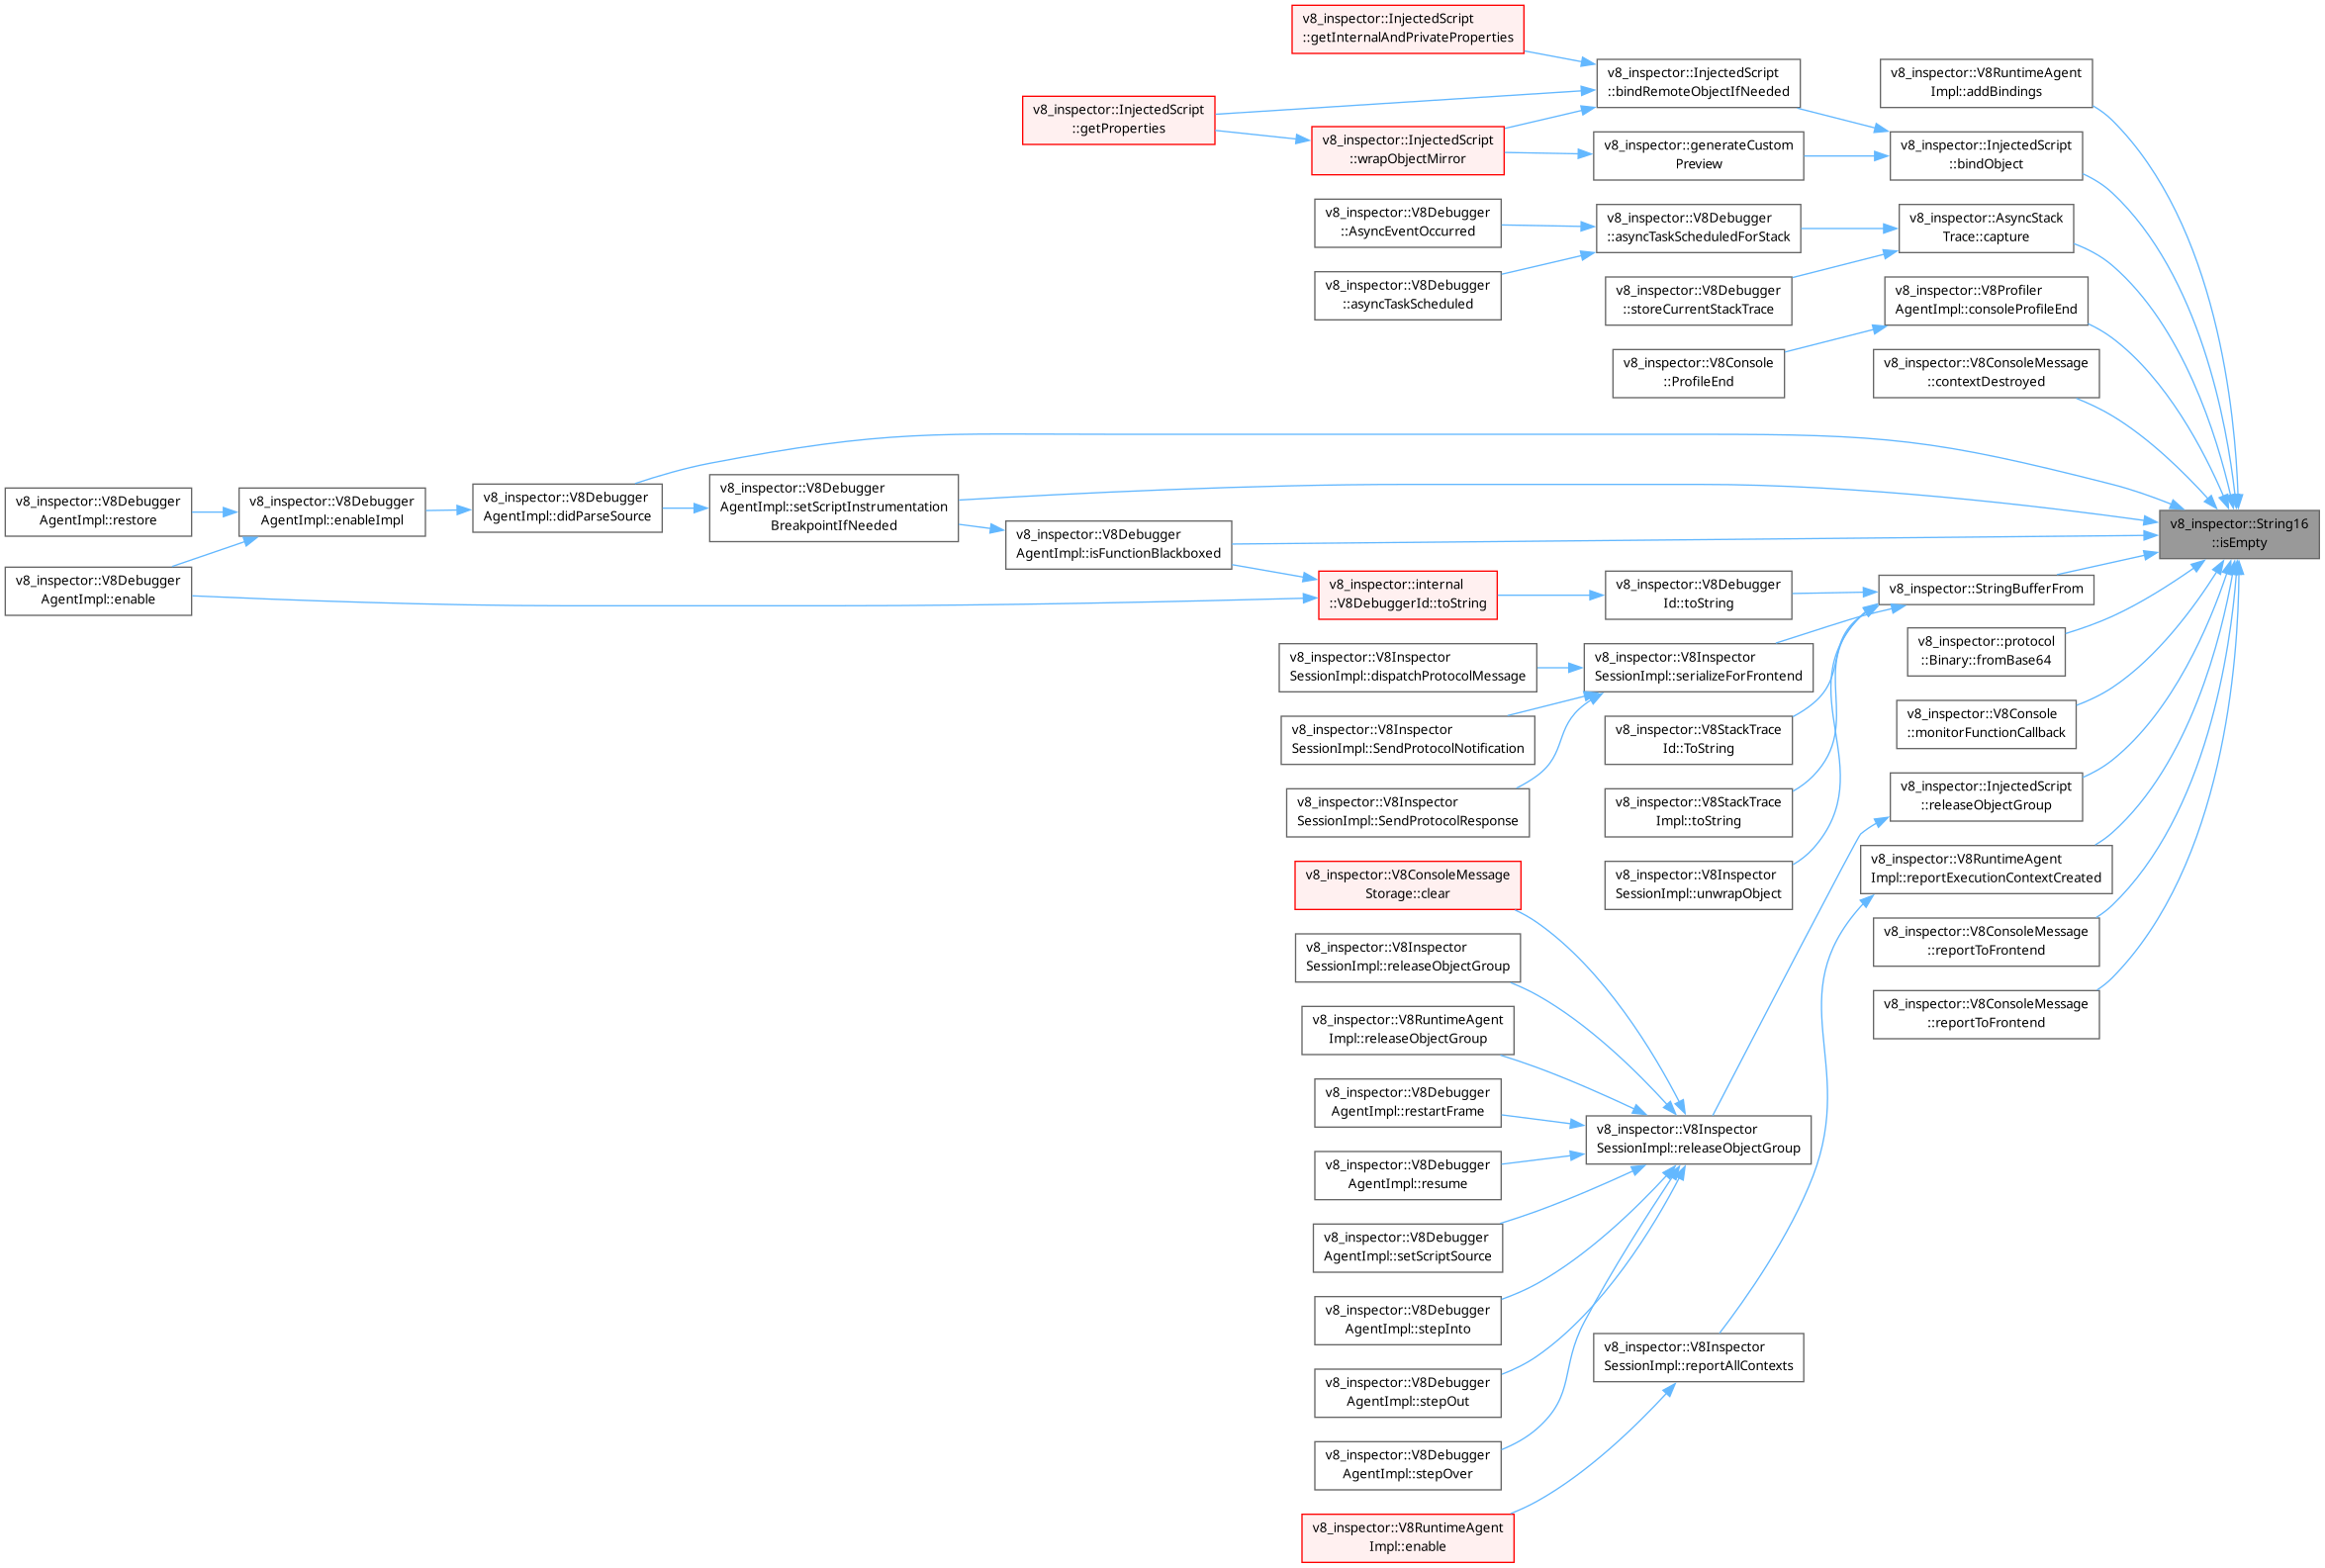 v8_inspector::InjectedScript
::getInternalAndPrivateProperties
v8_inspector::InjectedScript
::bindRemoteObjectIfNeeded
v8_inspector::V8RuntimeAgent
Impl::addBindings
v8_inspector::InjectedScript
::getProperties
v8_inspector::InjectedScript
::wrapObjectMirror
v8_inspector::generateCustom
Preview
v8_inspector::InjectedScript
::bindObject
v8_inspector::V8Debugger
::AsyncEventOccurred
v8_inspector::V8Debugger
::asyncTaskScheduledForStack
v8_inspector::AsyncStack
Trace::capture
v8_inspector::V8Debugger
::asyncTaskScheduled
v8_inspector::V8Debugger
::storeCurrentStackTrace
v8_inspector::V8Profiler
AgentImpl::consoleProfileEnd
v8_inspector::V8Console
::ProfileEnd
v8_inspector::V8ConsoleMessage
::contextDestroyed
v8_inspector::V8Debugger
AgentImpl::restore
v8_inspector::V8Debugger
AgentImpl::enableImpl
v8_inspector::V8Debugger
AgentImpl::didParseSource
v8_inspector::V8Debugger
AgentImpl::setScriptInstrumentation
BreakpointIfNeeded
v8_inspector::V8Debugger
AgentImpl::isFunctionBlackboxed
v8_inspector::String16
::isEmpty
v8_inspector::V8Debugger
AgentImpl::enable
v8_inspector::internal
::V8DebuggerId::toString
v8_inspector::V8Debugger
Id::toString
v8_inspector::StringBufferFrom
v8_inspector::protocol
::Binary::fromBase64
v8_inspector::V8Inspector
SessionImpl::dispatchProtocolMessage
v8_inspector::V8Inspector
SessionImpl::serializeForFrontend
v8_inspector::V8Console
::monitorFunctionCallback
v8_inspector::V8Inspector
SessionImpl::SendProtocolNotification
v8_inspector::V8StackTrace
Id::ToString
v8_inspector::V8Inspector
SessionImpl::SendProtocolResponse
v8_inspector::V8StackTrace
Impl::toString
v8_inspector::InjectedScript
::releaseObjectGroup
v8_inspector::V8ConsoleMessage
Storage::clear
v8_inspector::V8Inspector
SessionImpl::unwrapObject
v8_inspector::V8RuntimeAgent
Impl::reportExecutionContextCreated
v8_inspector::V8Inspector
SessionImpl::releaseObjectGroup
v8_inspector::V8ConsoleMessage
::reportToFrontend
v8_inspector::V8RuntimeAgent
Impl::releaseObjectGroup
v8_inspector::V8ConsoleMessage
::reportToFrontend
v8_inspector::V8Debugger
AgentImpl::restartFrame
v8_inspector::V8Inspector
SessionImpl::releaseObjectGroup
v8_inspector::V8Debugger
AgentImpl::resume
v8_inspector::V8Debugger
AgentImpl::setScriptSource
v8_inspector::V8Debugger
AgentImpl::stepInto
v8_inspector::V8Inspector
SessionImpl::reportAllContexts
v8_inspector::V8Debugger
AgentImpl::stepOut
v8_inspector::V8Debugger
AgentImpl::stepOver
v8_inspector::V8RuntimeAgent
Impl::enable